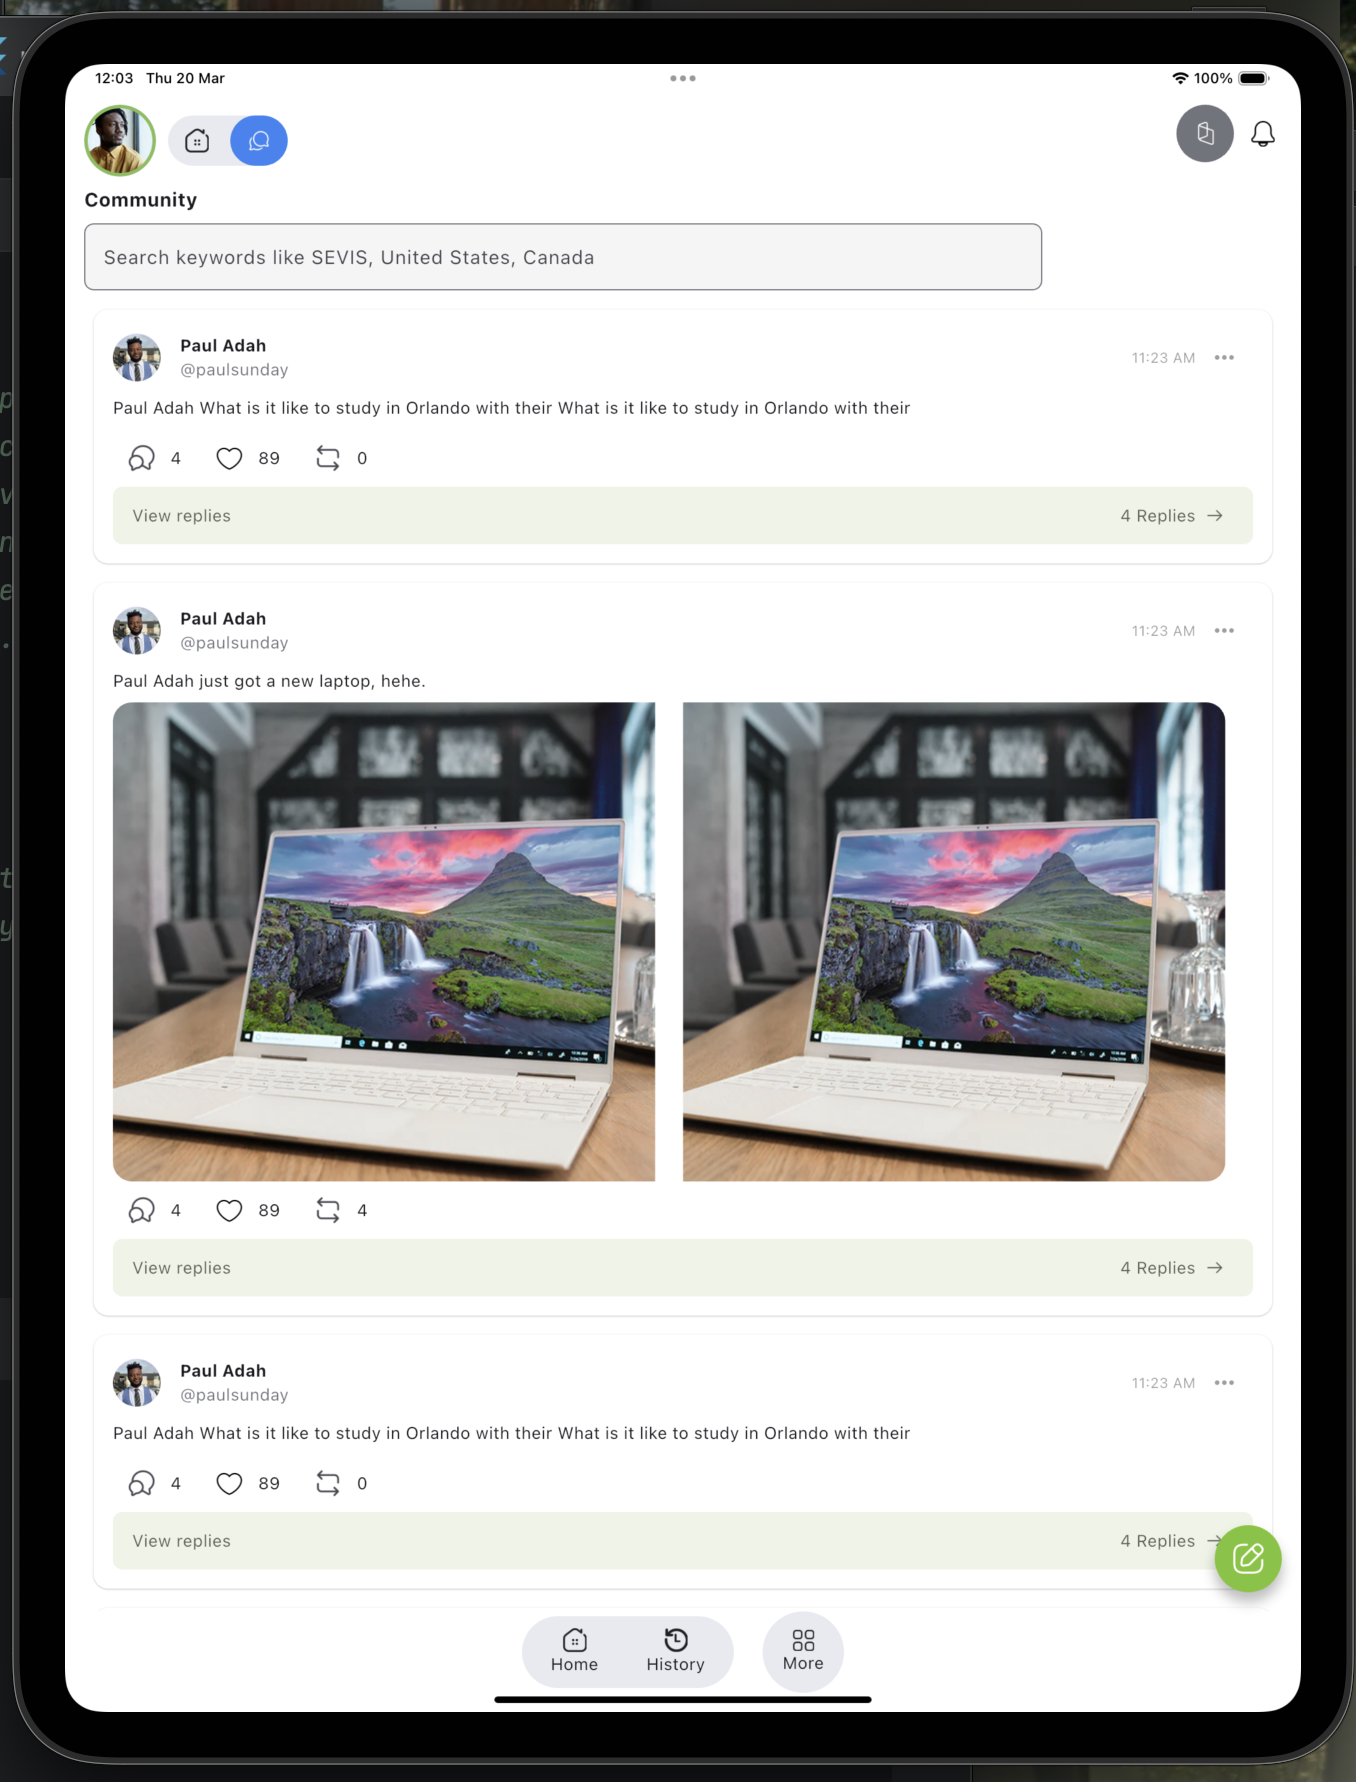 12:03 Thu 20 Mar
100%
Community
Search keywords like SEVIS, United States, Canada
Paul Adah
@paulsunday
11:23 AM
Paul Adah What is it like to study in Orlando with their What is it like to study in Orlando with their
4 89 0
View replies 4 Replies →
Paul Adah
@paulsunday
11:23 AM
Paul Adah just got a new laptop, hehe.
4 89 4
View replies 4 Replies →
Paul Adah
@paulsunday
11:23 AM
Paul Adah What is it like to study in Orlando with their What is it like to study in Orlando with their
4 89 0
View replies 4 Replies →
Home History More